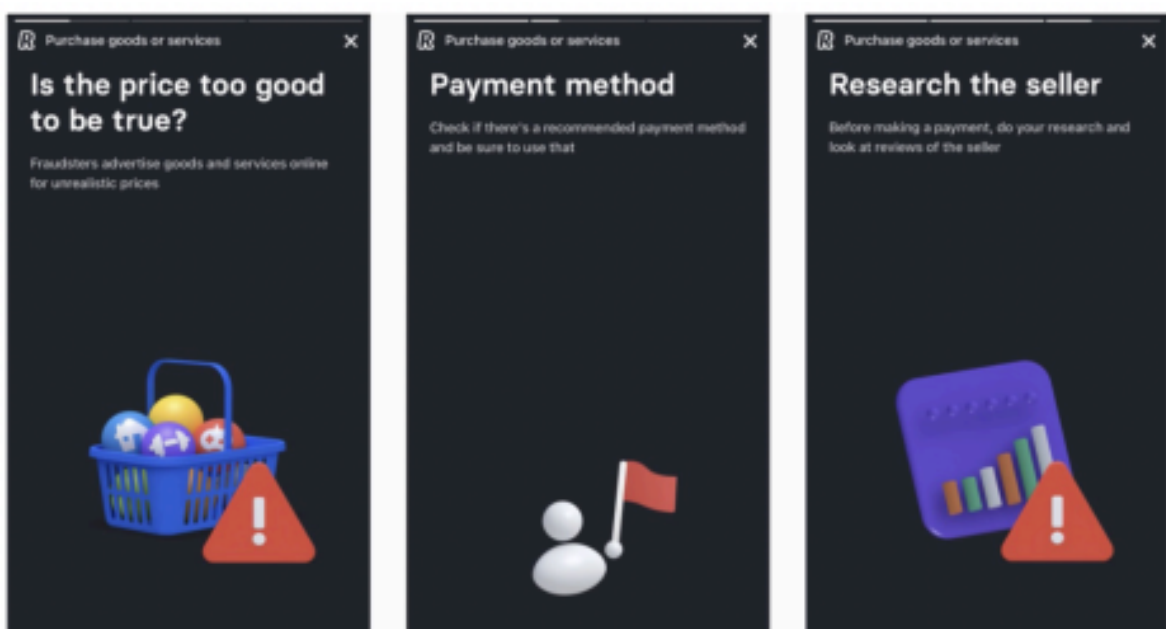 Purchase goods or services
Is the price too good
to be true?
Fraudsters advertise goods and services online
for unrealistic prices
Purchase goods or services
Payment method
Check if there's a recommended payment method
and be sure to use that
Purchase goods or services
Research the seller
Before making a payment, do your research and
look at reviews of the seller